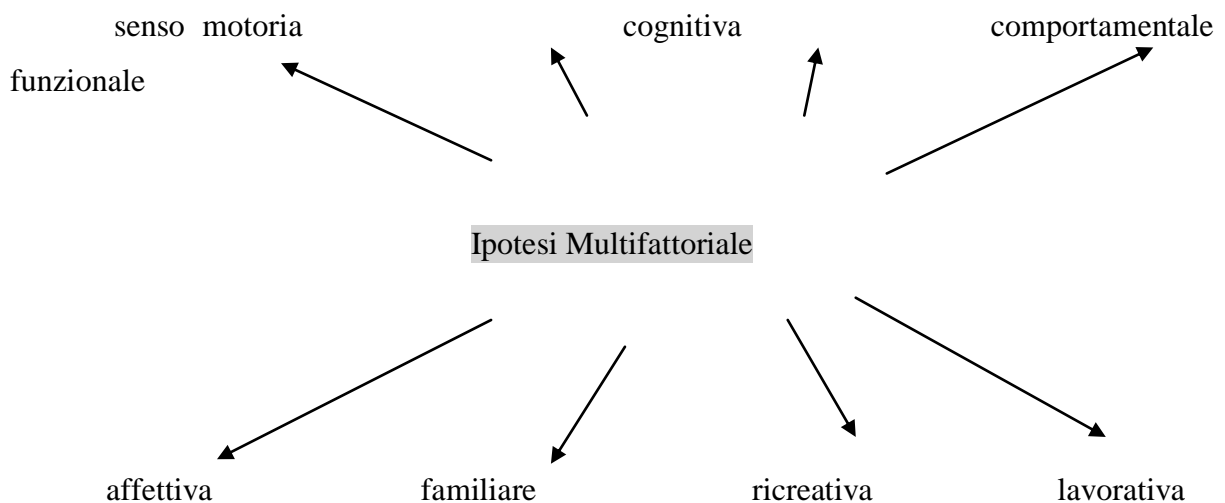 senso motoria cognitiva comportamentale
funzionale
Ipotesi Multifattoriale
affettiva familiare ricreativa lavorativa